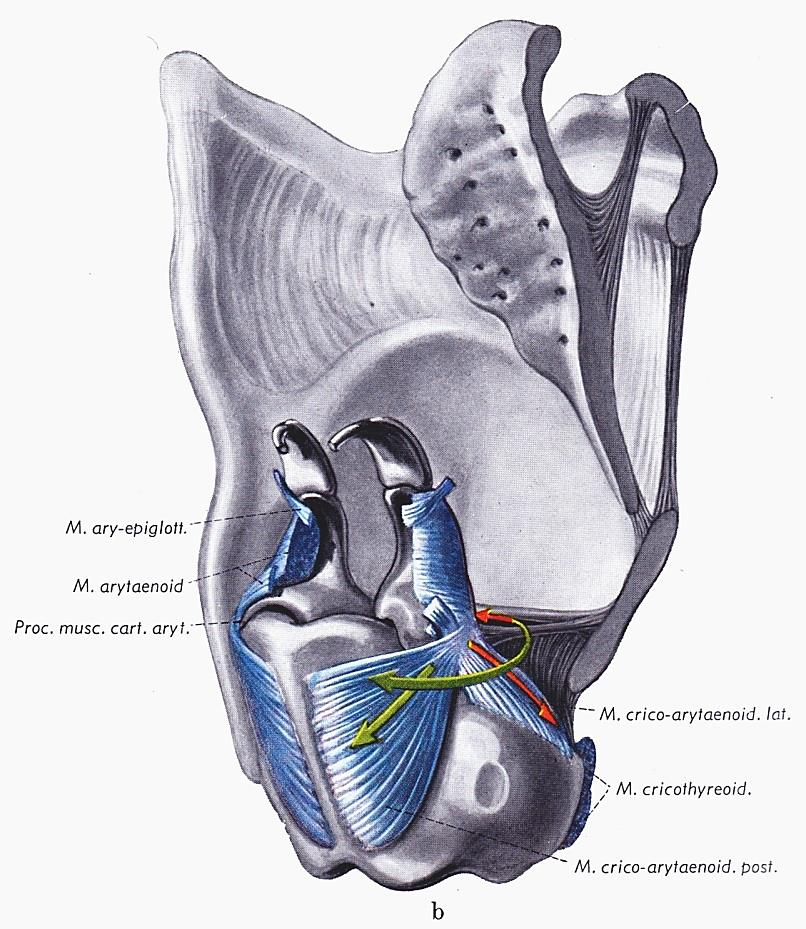 M. ary-epiglott.
M. arytaenoid
Proc. musc. cart. aryt.
M. crico-arytaenoid. lat.
M. cricothyreoid.
M. crico-arytaenoid. post.
b